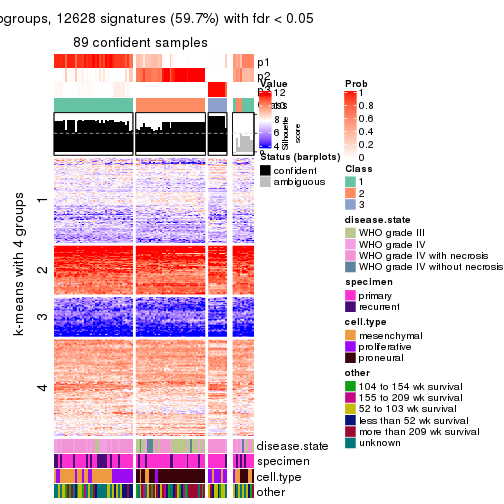 ogroups, 12628 signatures (59.7%) with fdr < 0.05
89 confident samples
p1
p2
Value
12
10
8
6
4
Silhouette
score
Status (barplots)
confident
ambiguous
Prob
1
0.8
0.6
0.4
0.2
0
Class
1
2
3
disease.state
WHO grade III
WHO grade IV
WHO grade IV with necrosis
WHO grade IV without necrosis
specimen
primary
recurrent
cell.type
mesenchymal
proliferative
proneural
other
104 to 154 wk survival
155 to 209 wk survival
52 to 103 wk survival
less than 52 wk survival
more than 209 wk survival
unknown
k-means with 4 groups
1
2
3
4
disease.state
specimen
cell.type
other